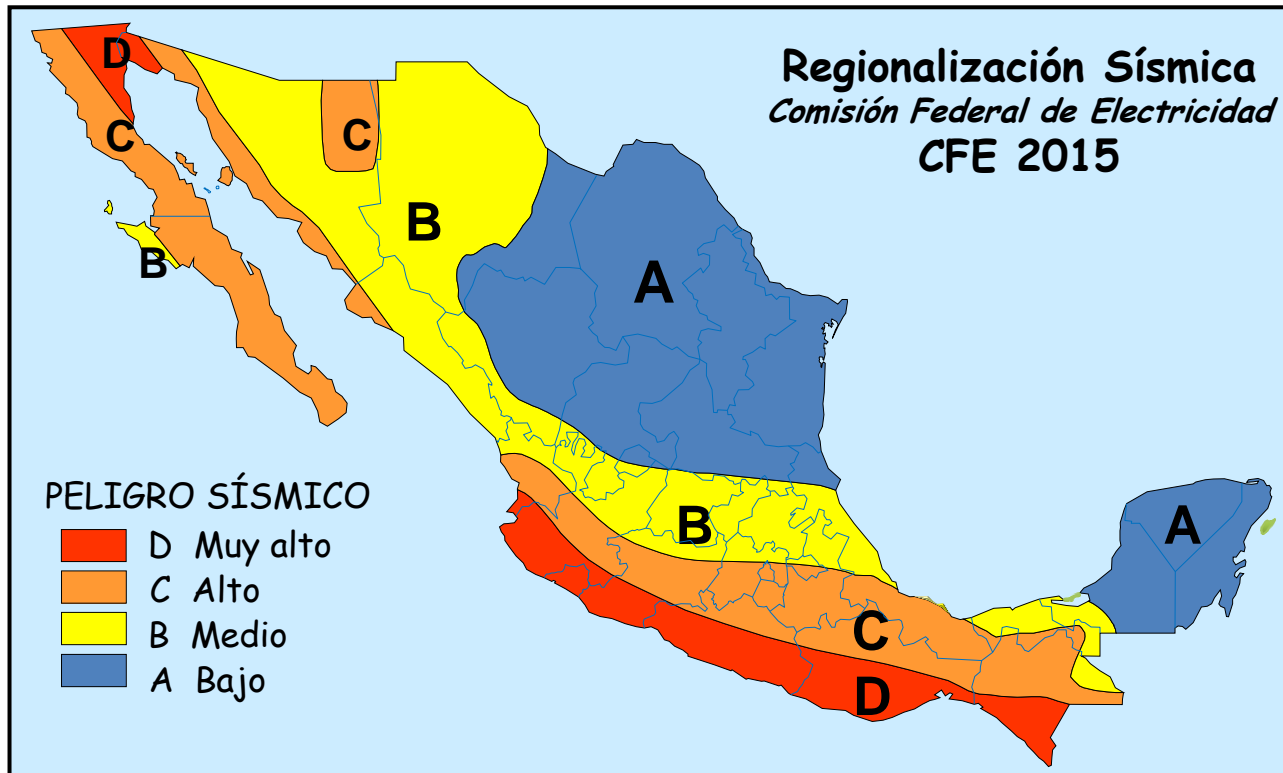 Regionalización Sísmica
Comisión Federal de Electricidad
CFE 2015
D
C
C
B
B
A
B
A
C
D
PELIGRO SÍSMICO
D Muy alto
C Alto
B Medio
A Bajo